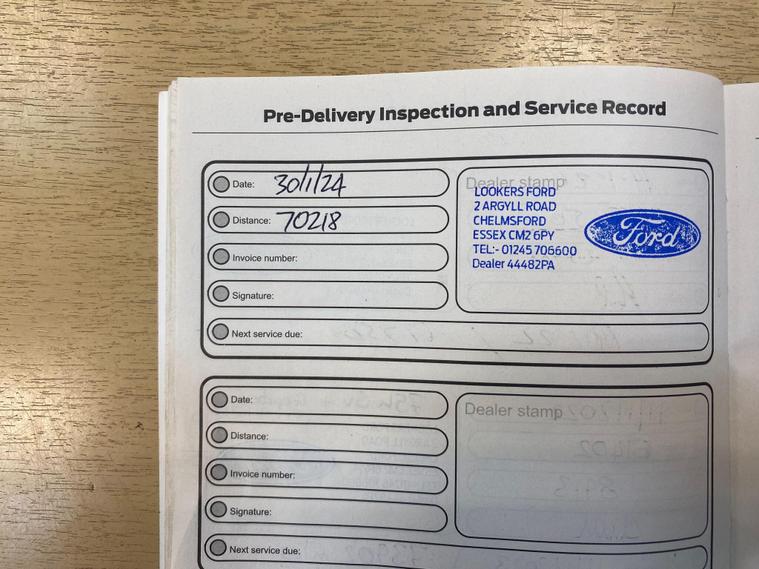 Pre-Delivery Inspection and Service Record
Date: 30/1/24
Distance: 70218
Invoice number:
Signature:
Next service due:
Dealer stamp
LOOKERS FORD
2 ARGYLL ROAD
CHELMSFORD
ESSEX CM2 6PY
TEL:- 01245 706600
Dealer 44482PA
Ford
Date:
Distance:
Invoice number:
Signature:
Next service due:
Dealer stamp